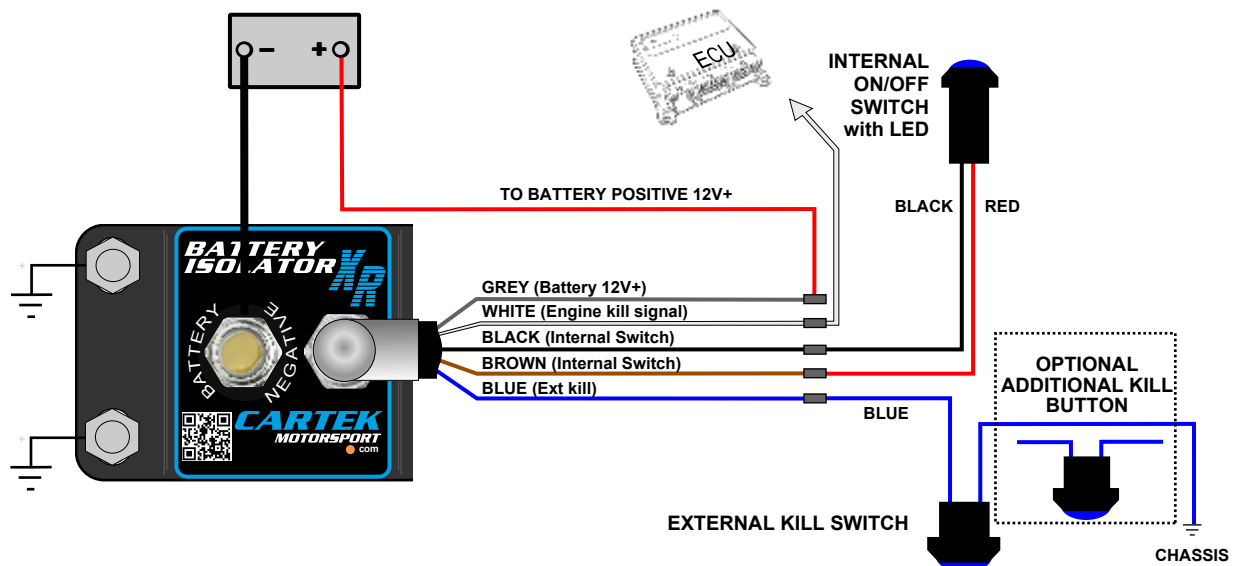 - +
ECU
INTERNAL
ON/OFF
SWITCH
with LED
TO BATTERY POSITIVE 12V+
BLACK
RED
BATTERY
ISOLATOR
XR
GREY (Battery 12V+)
WHITE (Engine kill signal)
BLACK (Internal Switch)
BROWN (Internal Switch)
BLUE (Ext kill)
BATTERY
NEGATIVE
CARTEK
MOTORSPORT
com
BLUE
OPTIONAL
ADDITIONAL KILL
BUTTON
EXTERNAL KILL SWITCH
CHASSIS